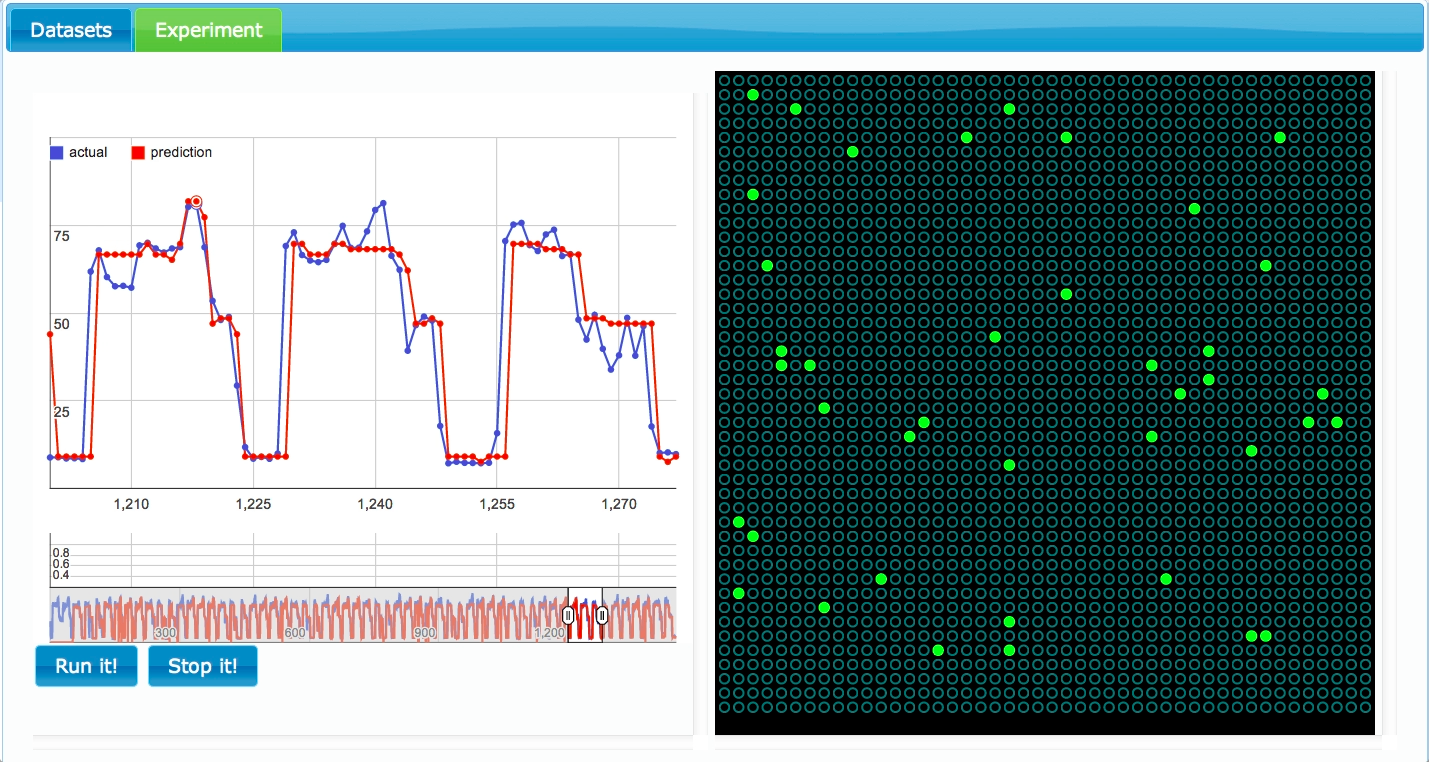 Datasets Experiment
actual prediction
75
50
25
1,210 1,225 1,240 1,255 1,270
0.8
0.6
0.4
300 600 900 1,200
Run it! Stop it!